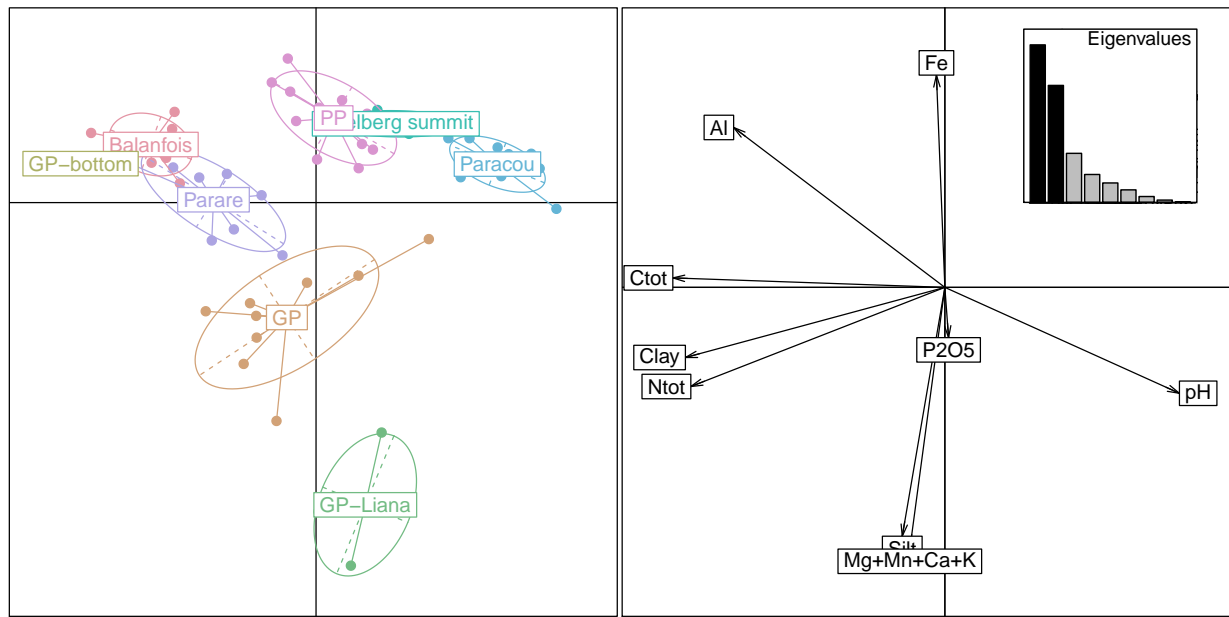 PP
elberg summit
Balanfois
GP−bottom
Paracou
Parare
GP
GP−Liana
Eigenvalues
Fe
Al
Ctot
P2O5
Clay
Ntot
pH
Silt
Mg+Mn+Ca+K